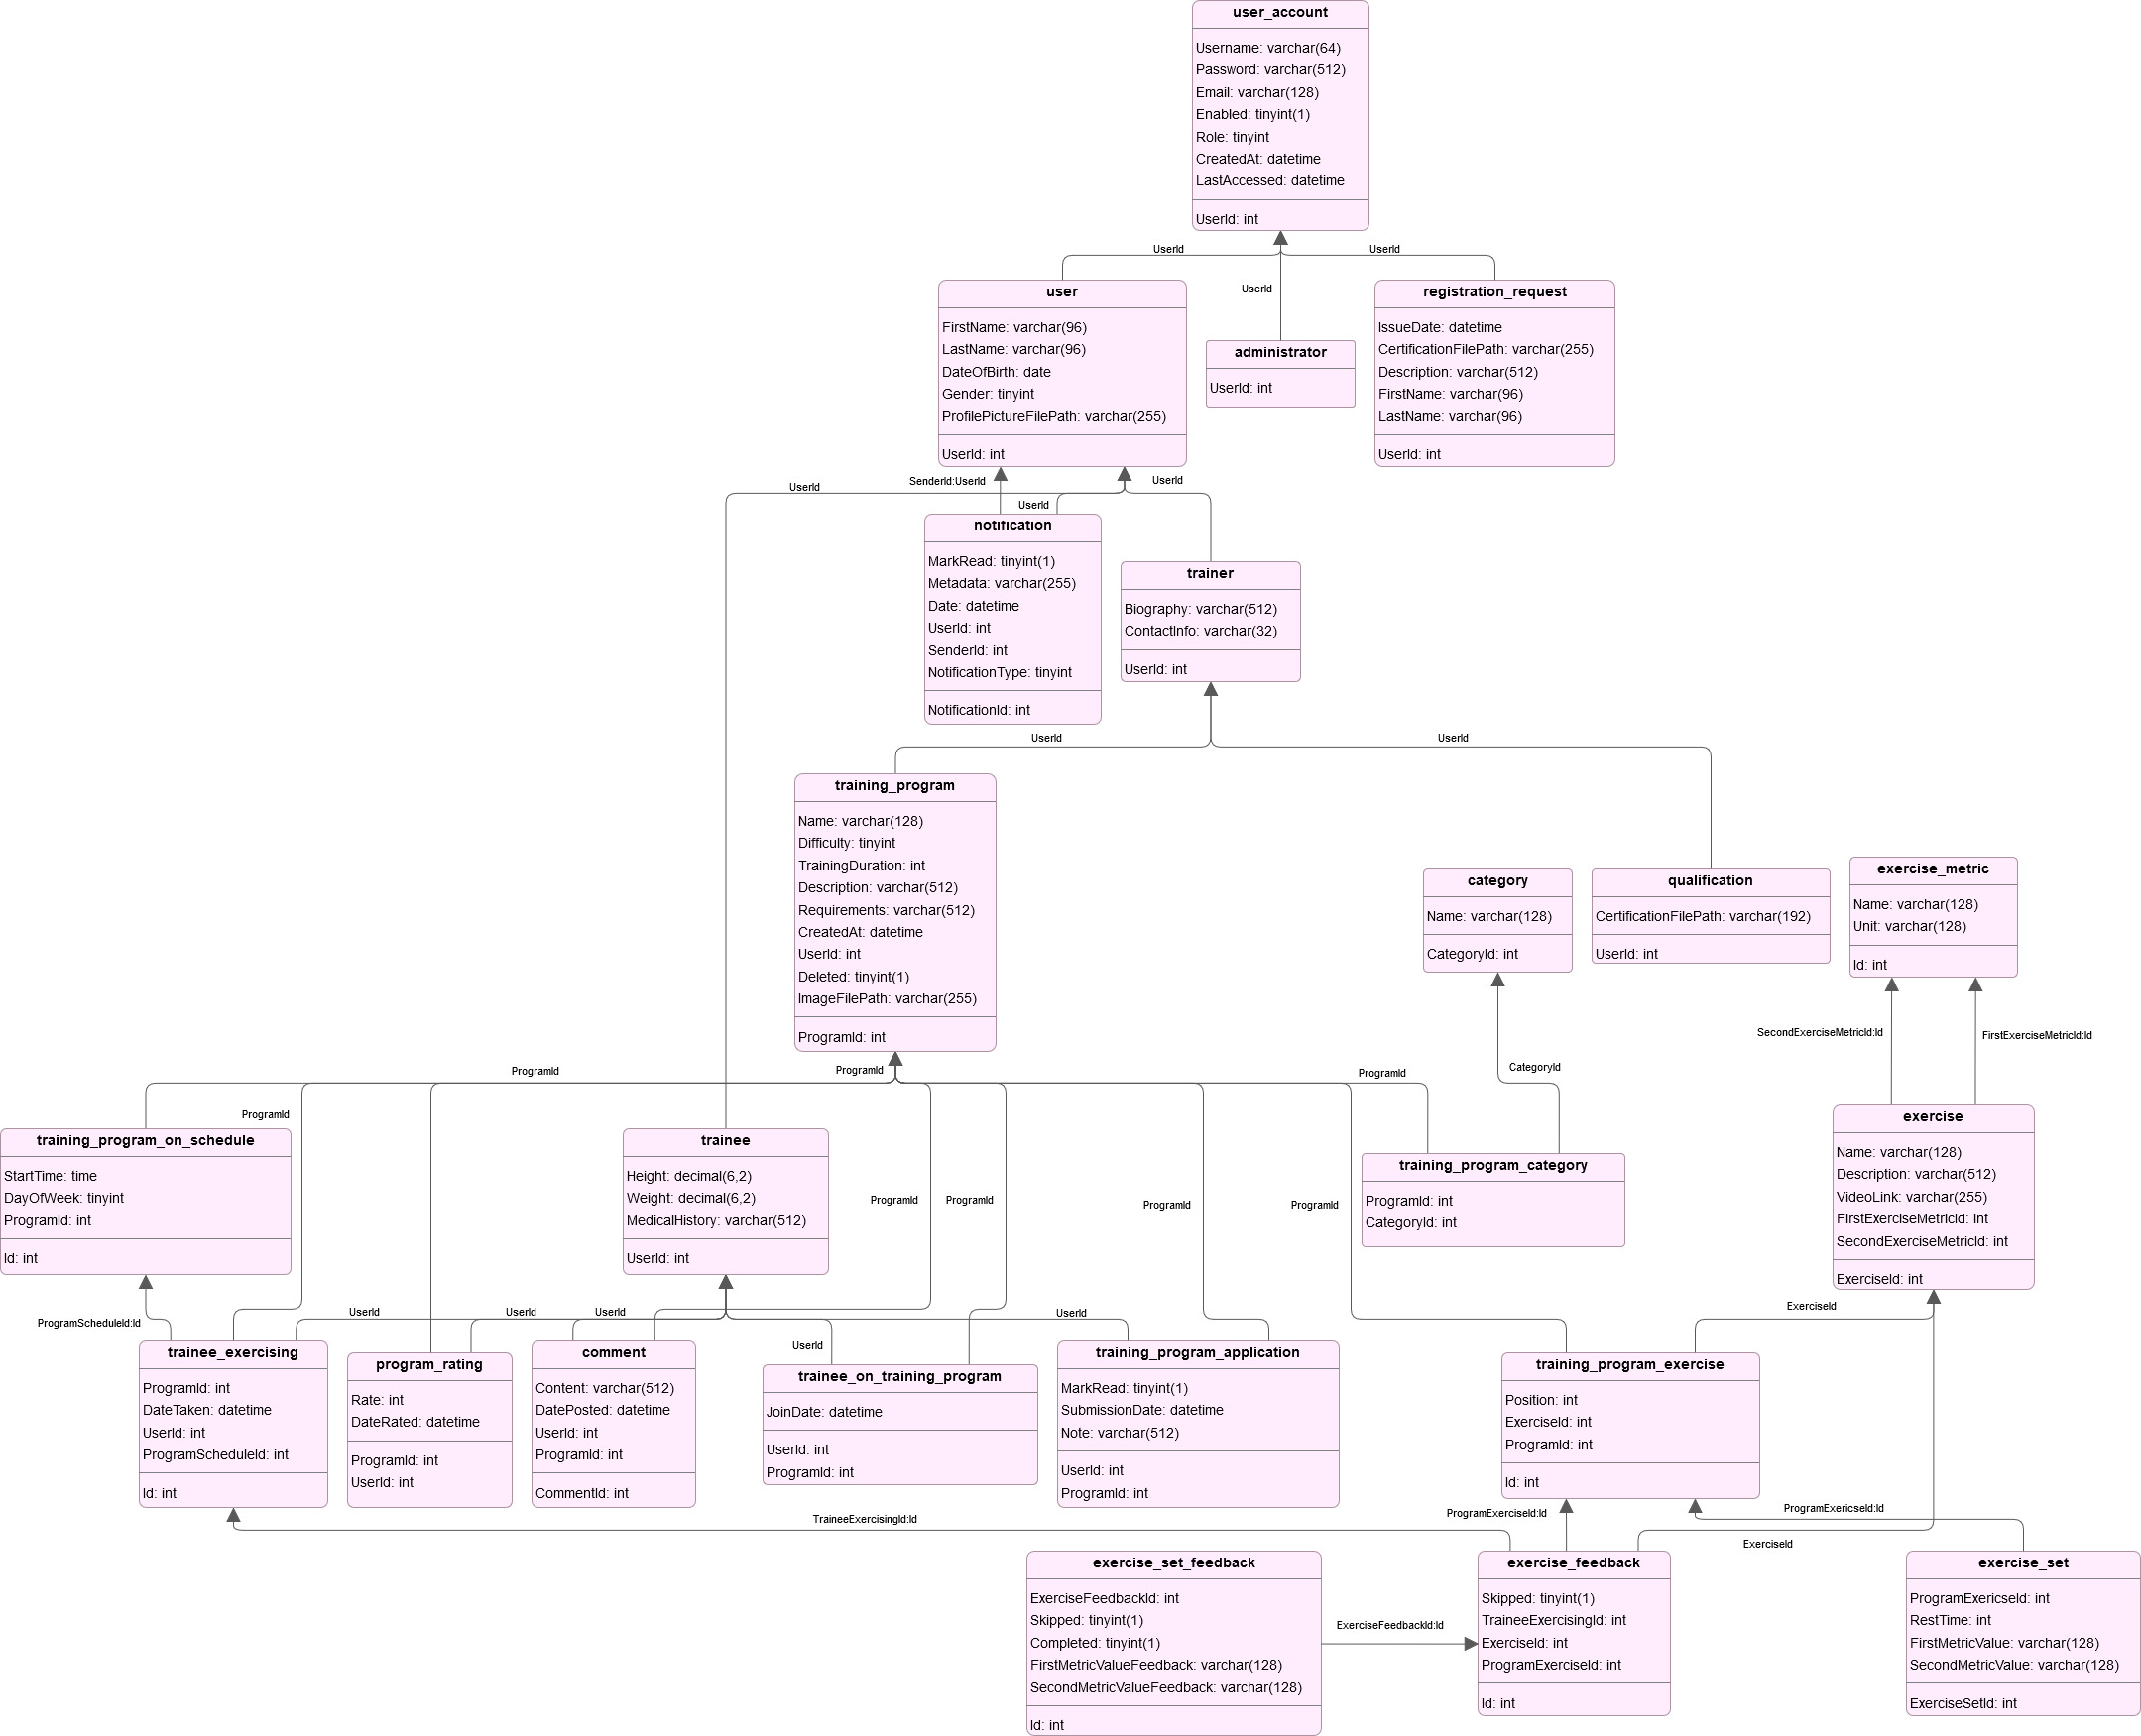 user_account
Username: varchar(64)
Password: varchar(512)
Email: varchar(128)
Enabled: tinyint(1)
Role: tinyint
CreatedAt: datetime
LastAccessed: datetime
UserId: int
UserId
UserId
UserId
user
FirstName: varchar(96)
LastName: varchar(96)
DateOfBirth: date
Gender: tinyint
ProfilePictureFilePath: varchar(255)
UserId: int
administrator
UserId: int
registration_request
IssueDate: datetime
CertificationFilePath: varchar(255)
Description: varchar(512)
FirstName: varchar(96)
LastName: varchar(96)
UserId: int
UserId
SenderId:UserId
UserId
UserId
notification
MarkRead: tinyint(1)
Metadata: varchar(255)
Date: datetime
UserId: int
SenderId: int
NotificationType: tinyint
NotificationId: int
trainer
Biography: varchar(512)
ContactInfo: varchar(32)
UserId: int
UserId
UserId
training_program
Name: varchar(128)
Difficulty: tinyint
TrainingDuration: int
Description: varchar(512)
Requirements: varchar(512)
CreatedAt: datetime
UserId: int
Deleted: tinyint(1)
ImageFilePath: varchar(255)
ProgramId: int
category
Name: varchar(128)
CategoryId: int
qualification
CertificationFilePath: varchar(192)
UserId: int
exercise_metric
Name: varchar(128)
Unit: varchar(128)
Id: int
SecondExerciseMetricId:Id
FirstExerciseMetricId:Id
ProgramId
ProgramId
ProgramId
CategoryId
ProgramId
training_program_on_schedule
StartTime: time
DayOfWeek: tinyint
ProgramId: int
Id: int
trainee
Height: decimal(6,2)
Weight: decimal(6,2)
MedicalHistory: varchar(512)
UserId: int
ProgramId
ProgramId
ProgramId
ProgramId
training_program_category
ProgramId: int
CategoryId: int
exercise
Name: varchar(128)
Description: varchar(512)
VideoLink: varchar(255)
FirstExerciseMetricId: int
SecondExerciseMetricId: int
ExerciseId: int
ProgramScheduleId:Id
UserId
UserId
UserId
UserId
UserId
ExerciseId
trainee_exercising
ProgramId: int
DateTaken: datetime
UserId: int
ProgramScheduleId: int
Id: int
program_rating
Rate: int
DateRated: datetime
ProgramId: int
UserId: int
comment
Content: varchar(512)
DatePosted: datetime
UserId: int
ProgramId: int
CommentId: int
trainee_on_training_program
JoinDate: datetime
UserId: int
ProgramId: int
training_program_application
MarkRead: tinyint(1)
SubmissionDate: datetime
Note: varchar(512)
UserId: int
ProgramId: int
training_program_exercise
Position: int
ExerciseId: int
ProgramId: int
Id: int
TraineeExercisingId:Id
ProgramExerciseId:Id
ProgramExericseId:Id
ExerciseId
exercise_set_feedback
ExerciseFeedbackId: int
Skipped: tinyint(1)
Completed: tinyint(1)
FirstMetricValueFeedback: varchar(128)
SecondMetricValueFeedback: varchar(128)
Id: int
ExerciseFeedbackId:Id
exercise_feedback
Skipped: tinyint(1)
TraineeExercisingId: int
ExerciseId: int
ProgramExerciseId: int
Id: int
exercise_set
ProgramExericseId: int
RestTime: int
FirstMetricValue: varchar(128)
SecondMetricValue: varchar(128)
ExerciseSetId: int